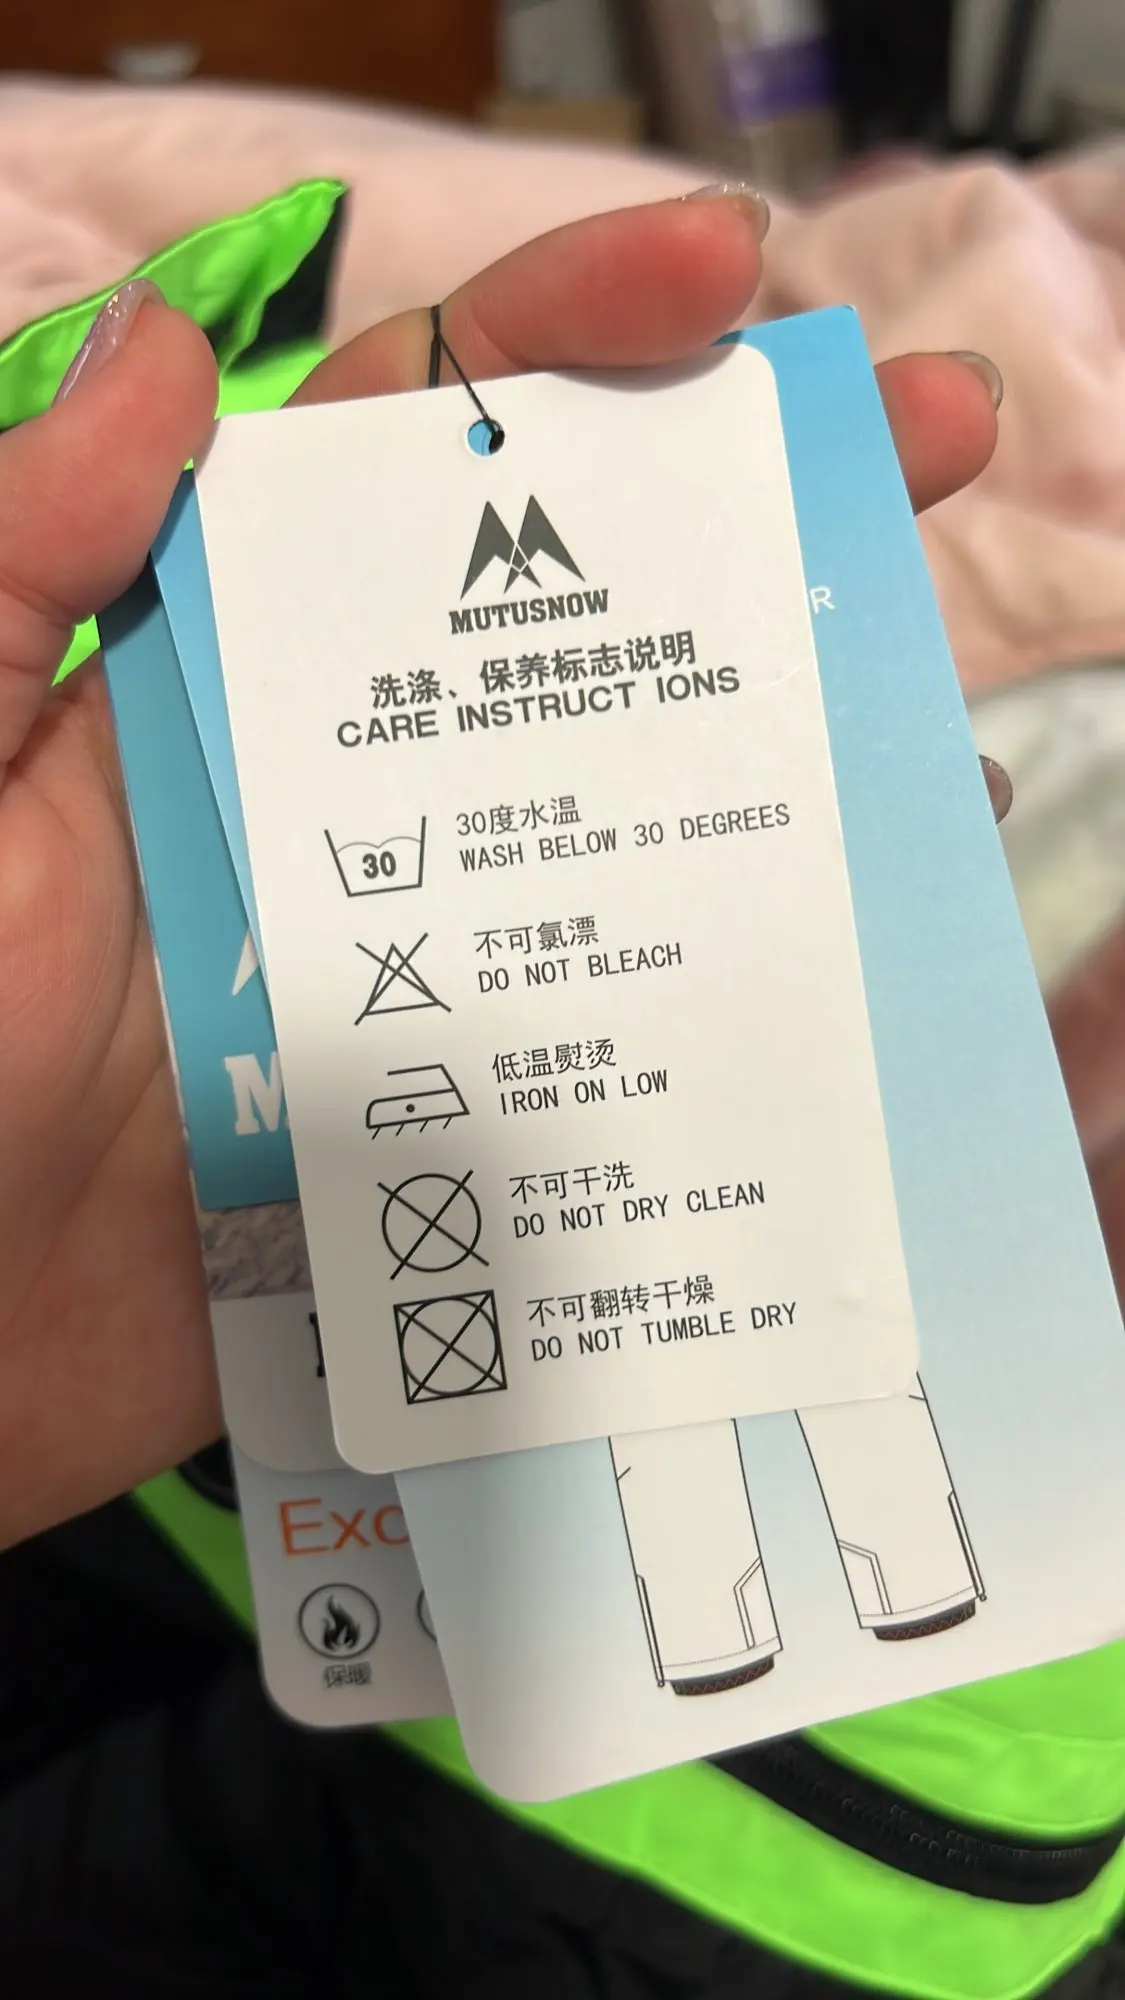 MUTUSNOW
洗涤、保养标志说明
CARE INSTRUCT IONS
30
30度水温
WASH BELOW 30 DEGREES
不可氯漂
DO NOT BLEACH
低温熨烫
IRON ON LOW
不可干洗
DO NOT DRY CLEAN
不可翻转干燥
DO NOT TUMBLE DRY
R
M
Exc
保暖